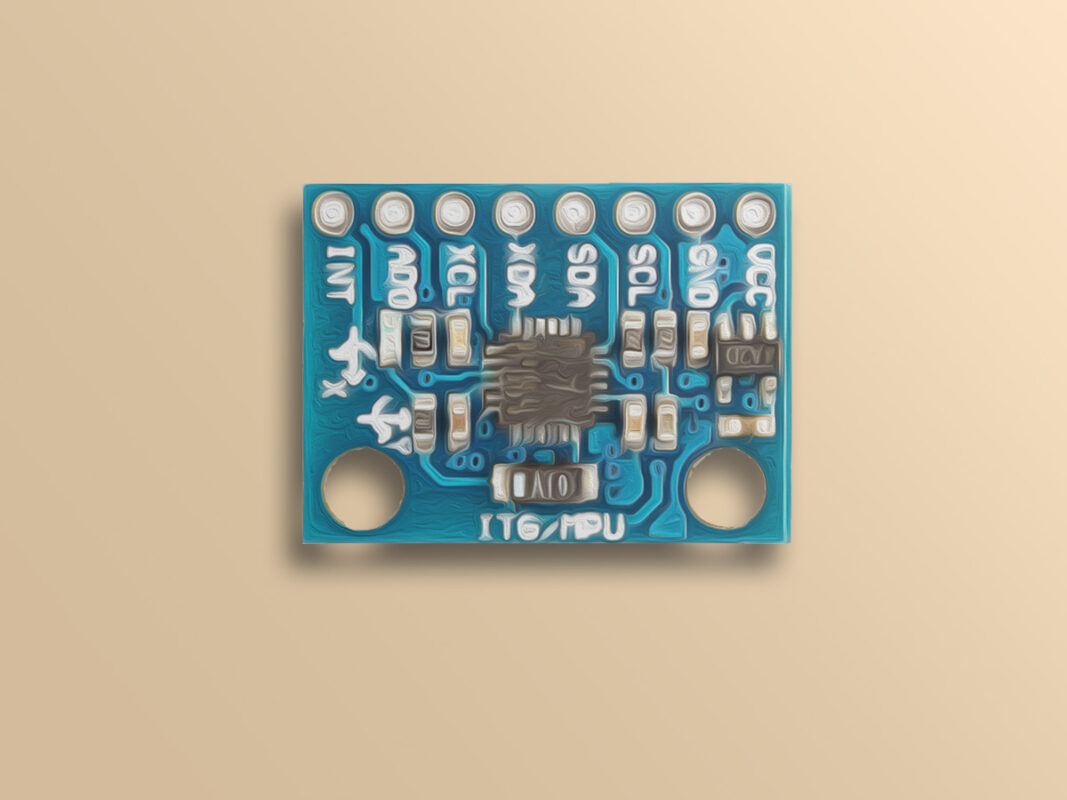 INT
AD0
XCL
XDA
SDA
SCL
GND
VCC
X
ITG/MPU